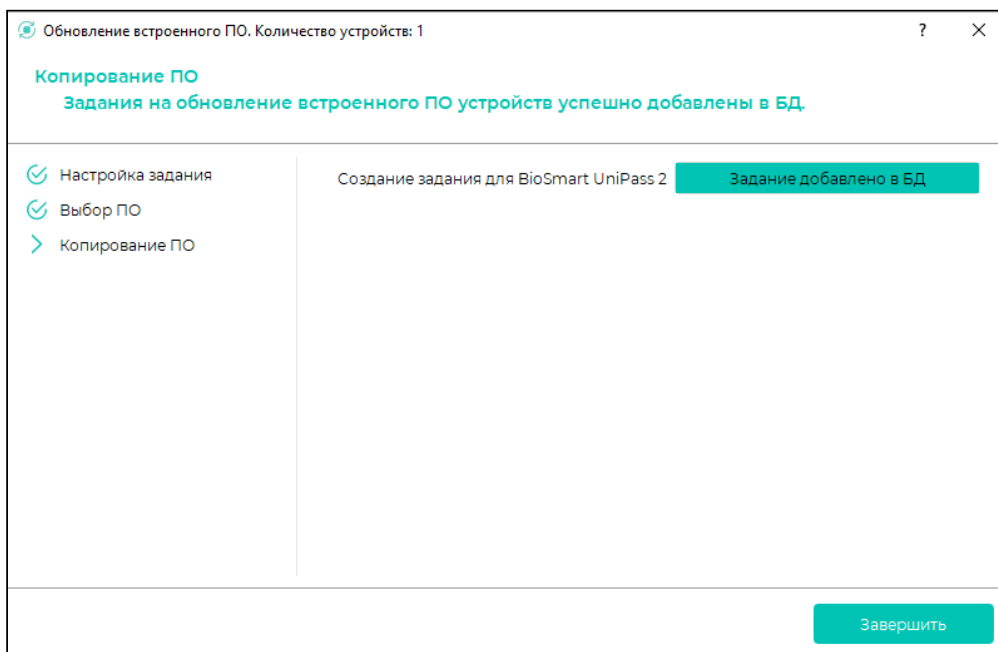 Обновление встроенного ПО. Количество устройств: 1
?
Копирование ПО
Задания на обновление встроенного ПО устройств успешно добавлены в БД.
Настройка задания
Выбор ПО
Копирование ПО
Создание задания для BioSmart UniPass 2
Задание добавлено в БД
Завершить